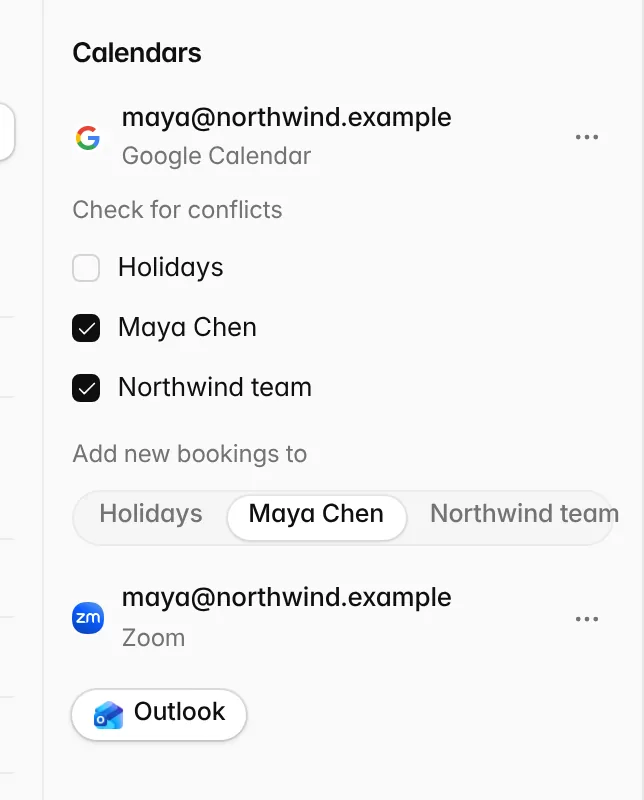 Calendars
maya@northwind.example
Google Calendar
Check for conflicts
Holidays
Maya Chen
Northwind team
Add new bookings to
Holidays Maya Chen Northwind team
maya@northwind.example
zm
Zoom
Outlook